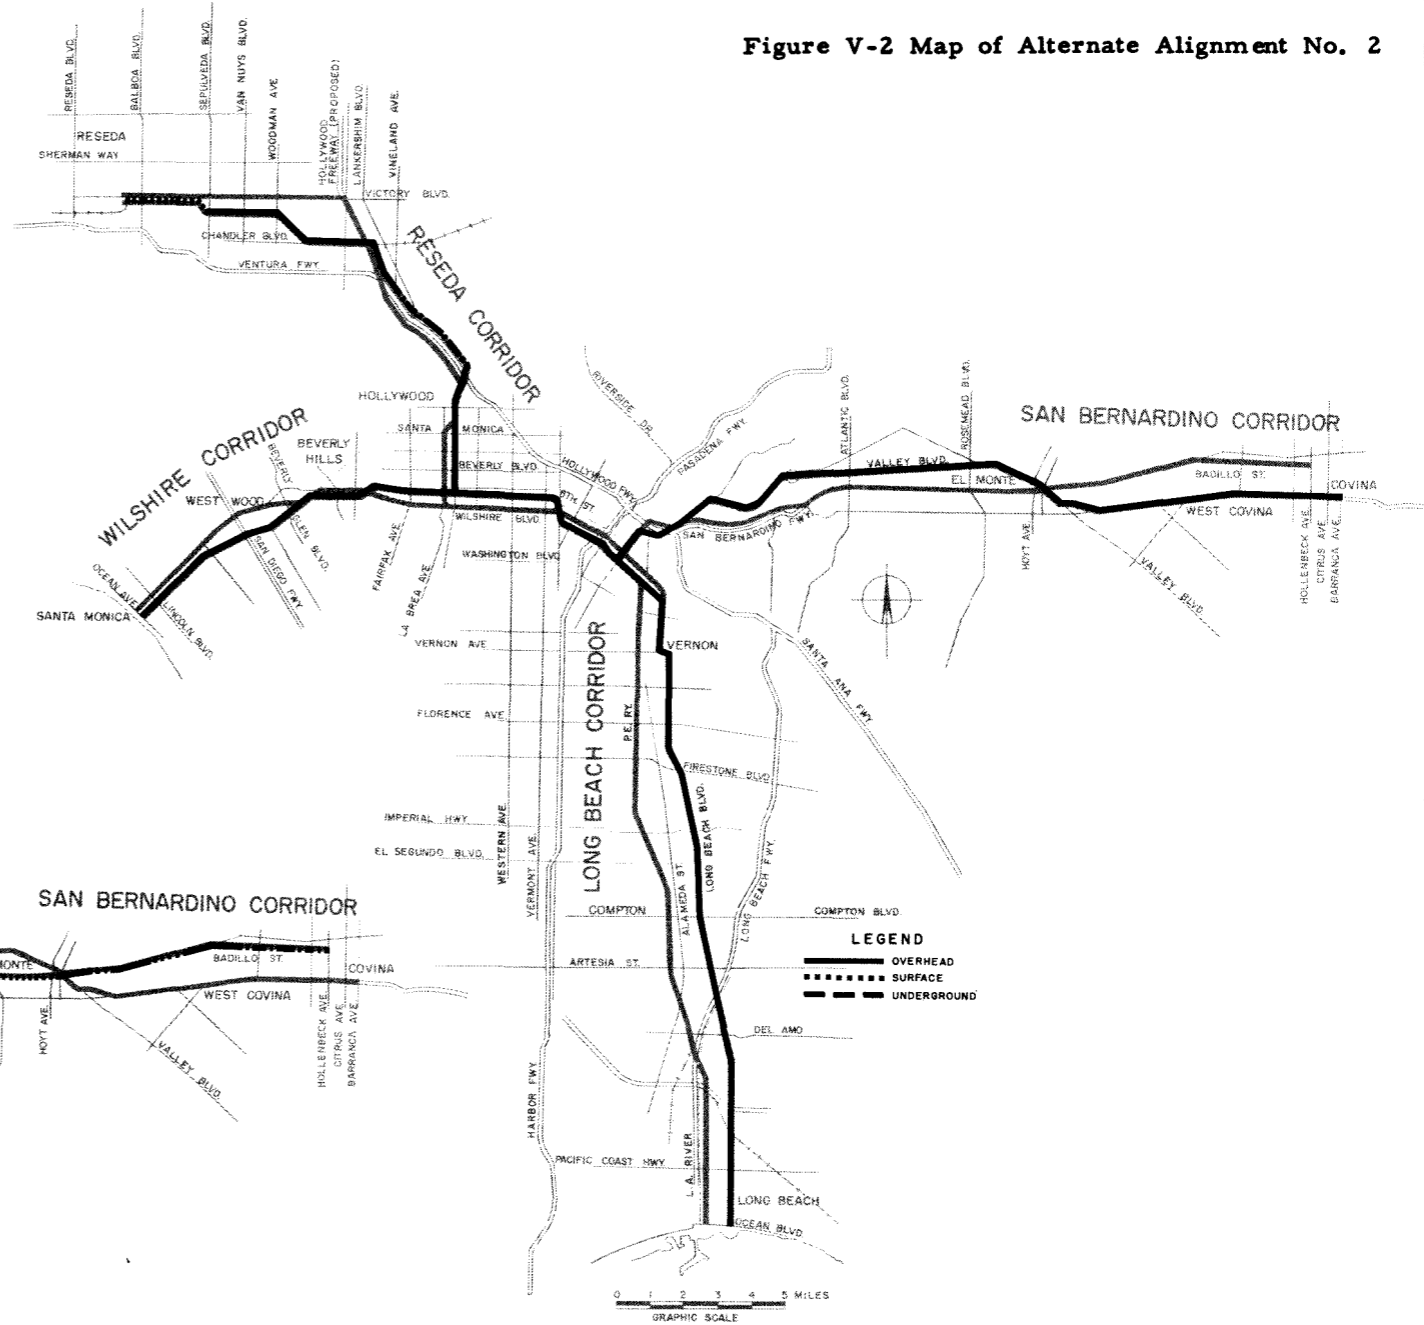 Figure V-2 Map of Alternate Alignment No. 2
RESEDA BLVD.
BALBOA BLVD.
SEPULVEDA BLVD.
VAN NUYS BLVD.
WOODMAN AVE
HOLLYWOOD
FREEWAY (PROPOSED)
LANKERSHIM BLVD.
VINELAND AVE.
RESEDA
SHERMAN WAY
VICTORY BLVD.
CHANDLER BLVD.
VENTURA FWY.
RESEDA CORRIDOR
HOLLYWOOD
SANTA MONICA
BEVERLY BLVD.
WILSHIRE BLVD
WASHINGTON BLVD
HOLLYWOOD FWY.
6TH ST.
RIVERSIDE DR.
PASADENA FWY.
ATLANTIC BLVD.
ROSEMEAD BLVD.
SAN BERNARDINO CORRIDOR
VALLEY BLVD.
EL MONTE
BADILLO ST.
COVINA
WEST COVINA
SAN BERNARDINO FWY.
HOYT AVE.
VALLEY BLVD.
HOLLENBECK AVE.
CITRUS AVE
BARRANCA AVE.
WILSHIRE CORRIDOR
BEVERLY
HILLS
BEVERLY
GLEN BLVD.
WEST WOOD
SAN DIEGO FWY.
FAIRFAX AVE.
LA BREA AVE.
OCEAN AVE.
SANTA MONICA
LINCOLN BLVD.
VERNON AVE
VERNON
FLORENCE AVE.
P.E. RY.
FIRESTONE BLVD
SANTA ANA FWY.
LONG BEACH CORRIDOR
IMPERIAL HWY
EL SEGUNDO BLVD.
WESTERN AVE.
VERMONT AVE.
LONG BEACH BLVD.
ALAMEDA ST.
LONG BEACH FWY.
COMPTON
COMPTON BLVD.
ARTESIA ST.
LEGEND
OVERHEAD
SURFACE
UNDERGROUND
DEL AMO
HARBOR FWY.
PACIFIC COAST HWY
L.A. RIVER
LONG BEACH
OCEAN BLVD
SAN BERNARDINO CORRIDOR
MONTE
BADILLO ST.
COVINA
WEST COVINA
HOYT AVE.
VALLEY BLVD.
HOLLENBECK AVE.
CITRUS AVE.
BARRANCA AVE.
0 1 2 3 4 5 MILES
GRAPHIC SCALE